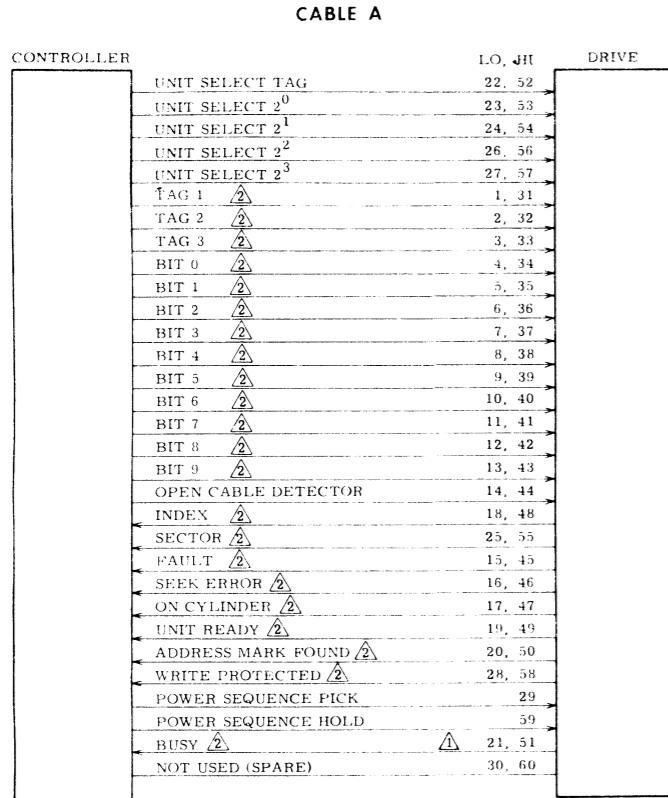 CABLE A
CONTROLLER LO, HI DRIVE
UNIT SELECT TAG 22, 52
UNIT SELECT 2⁰ 23, 53
UNIT SELECT 2¹ 24, 54
UNIT SELECT 2² 26, 56
UNIT SELECT 2³ 27, 57
TAG 1 2 1, 31
TAG 2 2 2, 32
TAG 3 2 3, 33
BIT 0 2 4, 34
BIT 1 2 5, 35
BIT 2 2 6, 36
BIT 3 2 7, 37
BIT 4 2 8, 38
BIT 5 2 9, 39
BIT 6 2 10, 40
BIT 7 2 11, 41
BIT 8 2 12, 42
BIT 9 2 13, 43
OPEN CABLE DETECTOR 14, 44
INDEX 2 18, 48
SECTOR 2 25, 55
FAULT 2 15, 45
SEEK ERROR 2 16, 46
ON CYLINDER 2 17, 47
UNIT READY 2 19, 49
ADDRESS MARK FOUND 2 20, 50
WRITE PROTECTED 2 28, 58
POWER SEQUENCE PICK 29
POWER SEQUENCE HOLD 59
BUSY 2 1 21, 51
NOT USED (SPARE) 30, 60